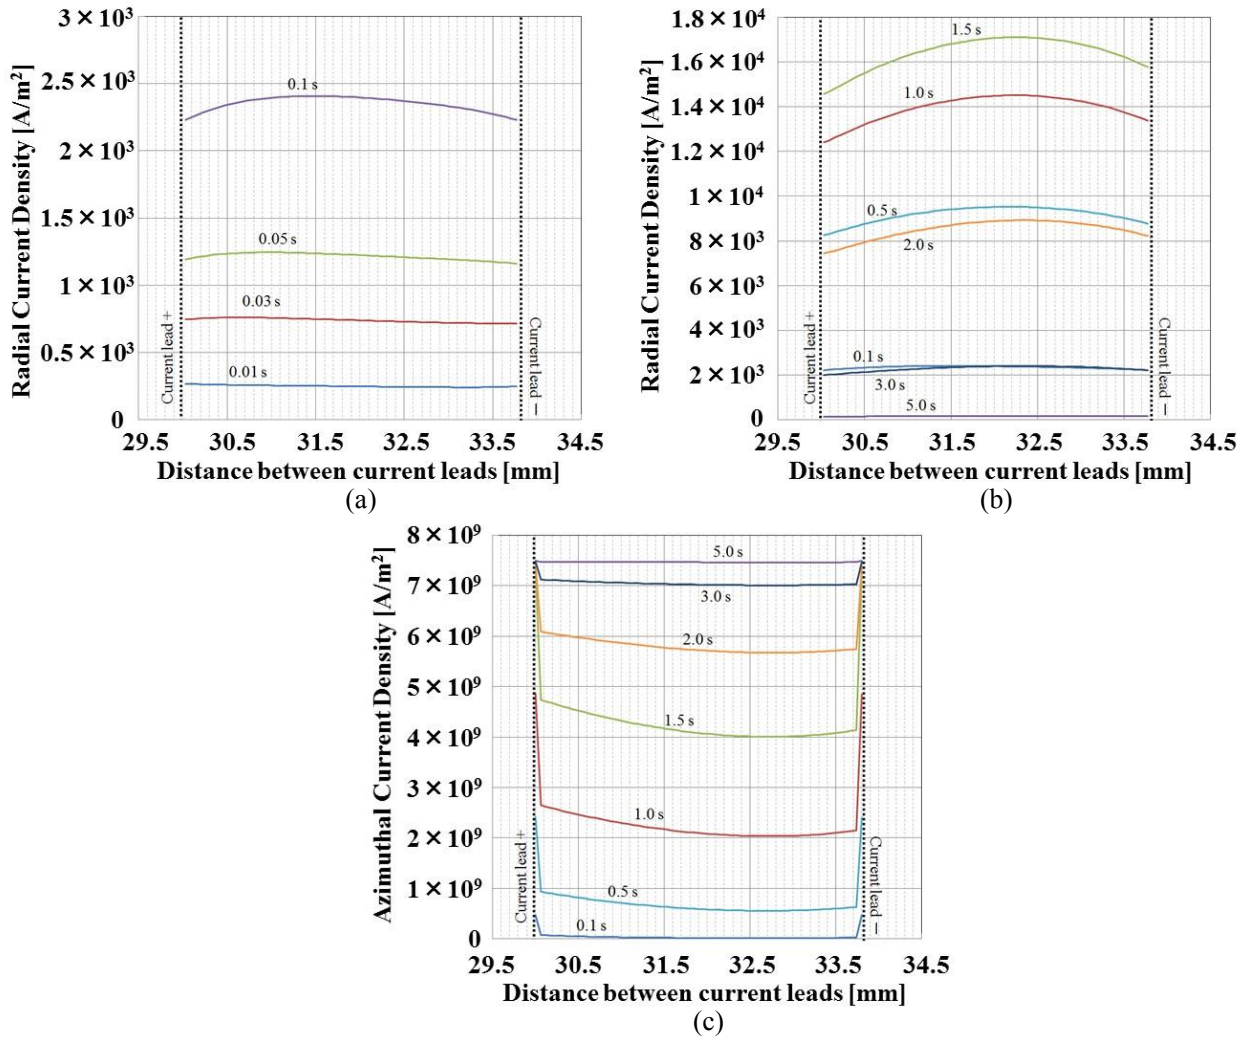 Radial Current Density [A/m²]
3 × 10³
2.5 × 10³
2 × 10³
1.5 × 10³
1 × 10³
0.5 × 10³
0
0.1 s
0.05 s
0.03 s
0.01 s
Current lead +
Current lead −
29.5 30.5 31.5 32.5 33.5 34.5
Distance between current leads [mm]
(a)
Radial Current Density [A/m²]
1.8 × 10⁴
1.6 × 10⁴
1.4 × 10⁴
1.2 × 10⁴
1 × 10⁴
8 × 10³
6 × 10³
4 × 10³
2 × 10³
0
1.5 s
1.0 s
0.5 s
2.0 s
0.1 s
3.0 s
5.0 s
Current lead +
Current lead −
29.5 30.5 31.5 32.5 33.5 34.5
Distance between current leads [mm]
(b)
Azimuthal Current Density [A/m²]
8 × 10⁹
7 × 10⁹
6 × 10⁹
5 × 10⁹
4 × 10⁹
3 × 10⁹
2 × 10⁹
1 × 10⁹
0
5.0 s
3.0 s
2.0 s
1.5 s
1.0 s
0.5 s
0.1 s
Current lead +
Current lead −
29.5 30.5 31.5 32.5 33.5 34.5
Distance between current leads [mm]
(c)